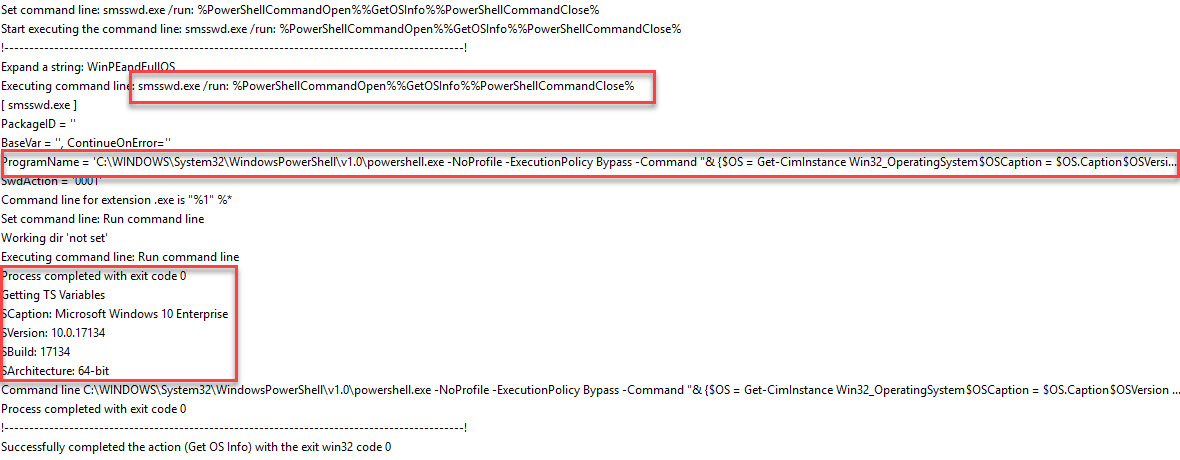 Set command line: smsswd.exe /run: %PowerShellCommandOpen%%GetOSInfo%%PowerShellCommandClose%
Start executing the command line: smsswd.exe /run: %PowerShellCommandOpen%%GetOSInfo%%PowerShellCommandClose%
!--------------------------------------------------------------------------------------------!
Expand a string: WinPEandFullOS
Executing command line: smsswd.exe /run: %PowerShellCommandOpen%%GetOSInfo%%PowerShellCommandClose%
[ smsswd.exe ]
PackageID = ''
BaseVar = '', ContinueOnError=''
ProgramName = 'C:\WINDOWS\System32\WindowsPowerShell\v1.0\powershell.exe -NoProfile -ExecutionPolicy Bypass -Command "& {$OS = Get-CimInstance Win32_OperatingSystem$OSCaption = $OS.Caption$OSVersi...
SwdAction = '0001'
Command line for extension .exe is "%1" %*
Set command line: Run command line
Working dir 'not set'
Executing command line: Run command line
Process completed with exit code 0
Getting TS Variables
SCaption: Microsoft Windows 10 Enterprise
SVersion: 10.0.17134
SBuild: 17134
SArchitecture: 64-bit
Command line C:\WINDOWS\System32\WindowsPowerShell\v1.0\powershell.exe -NoProfile -ExecutionPolicy Bypass -Command "& {$OS = Get-CimInstance Win32_OperatingSystem$OSCaption = $OS.Caption$OSVersion ...
Process completed with exit code 0
!--------------------------------------------------------------------------------------------!
Successfully completed the action (Get OS Info) with the exit win32 code 0